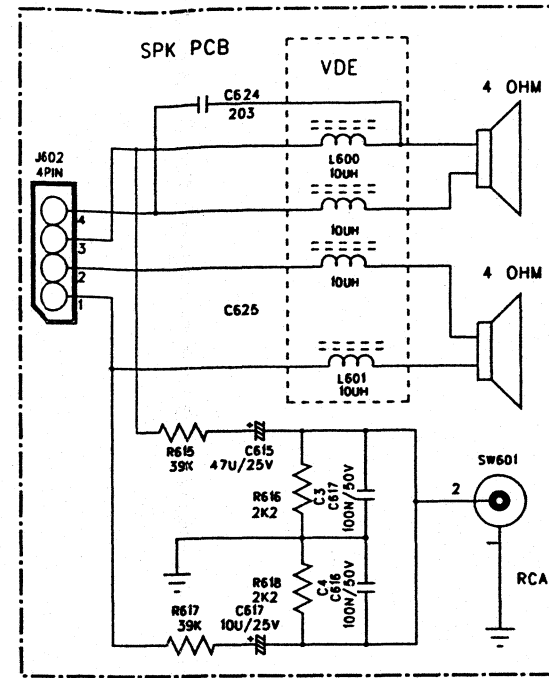 SPK PCB
VDE
C624
203
4 OHM
J602
4PIN
L600
10UH
4
3
10UH
2
10UH
4 OHM
1
C625
L601
10UH
R615
39K
+
C615
47U/25V
R616
2K2
C3
C617
100N/50V
SW601
2
1
RCA
R618
2K2
C4
C616
100N/50V
R617
39K
+
C617
10U/25V